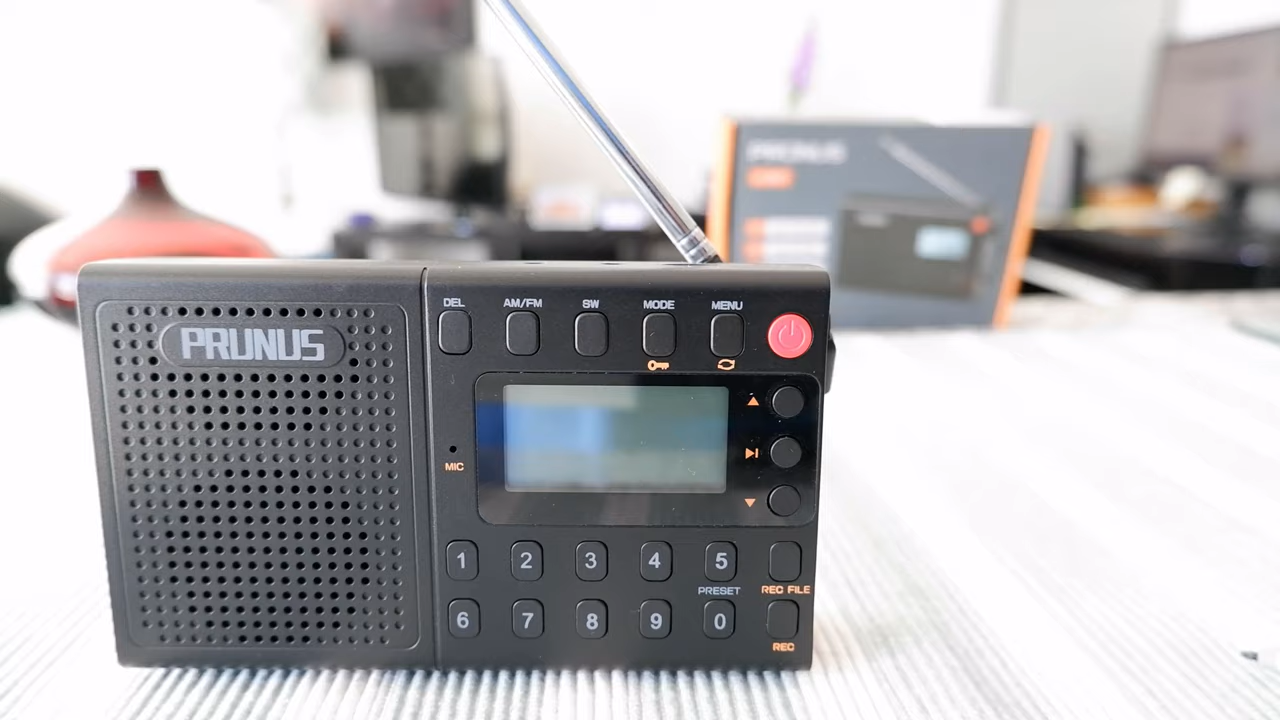 PRUNUS
DEL AM/FM SW MODE MENU
MIC
1 2 3 4 5
PRESET REC FILE
6 7 8 9 0
REC
PRUNUS